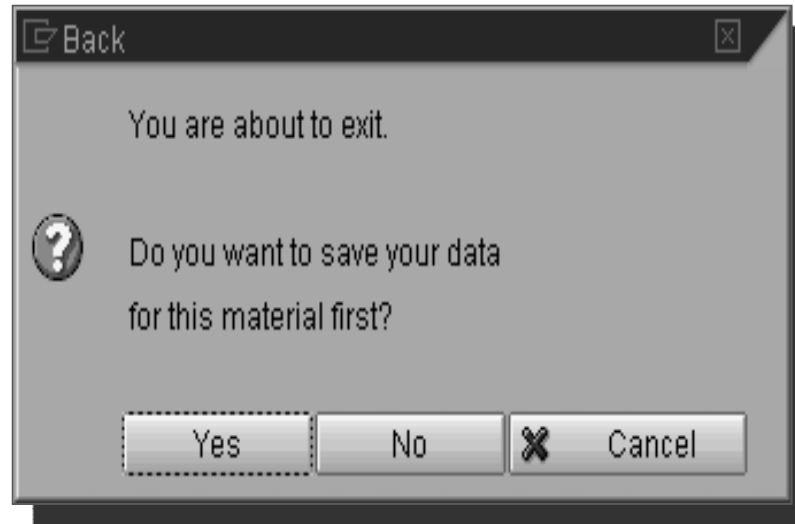 Back
You are about to exit.
Do you want to save your data
for this material first?
Yes No Cancel